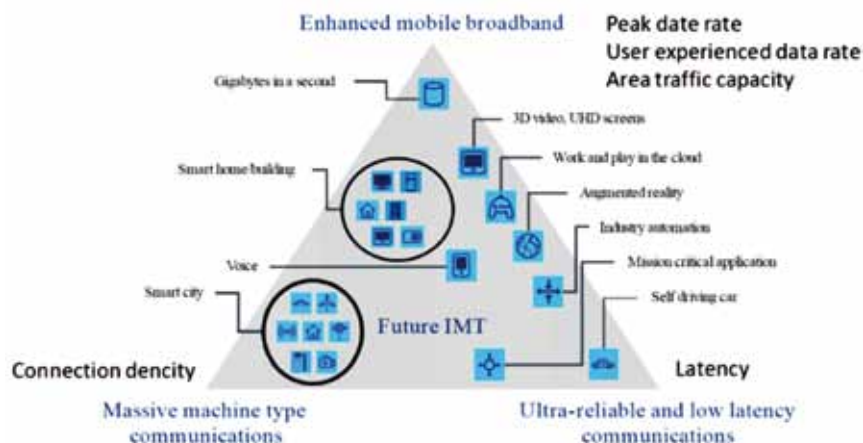 Enhanced mobile broadband
Peak date rate
User experienced data rate
Area traffic capacity
Gigabytes in a second
3D video, UHD screens
Smart home/building
Work and play in the cloud
Augmented reality
Industry automation
Voice
Mission critical application
Smart city
Self driving car
Future IMT
Connection dencity
Latency
Massive machine type
communications
Ultra-reliable and low latency
communications